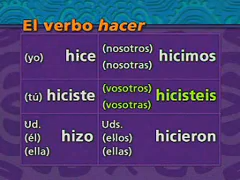 El verbo hacer
(yo) hice (nosotros) (nosotras) hicimos
(tú) hiciste (vosotros) (vosotras) hicisteis
Ud. (él) (ella) hizo Uds. (ellos) (ellas) hicieron